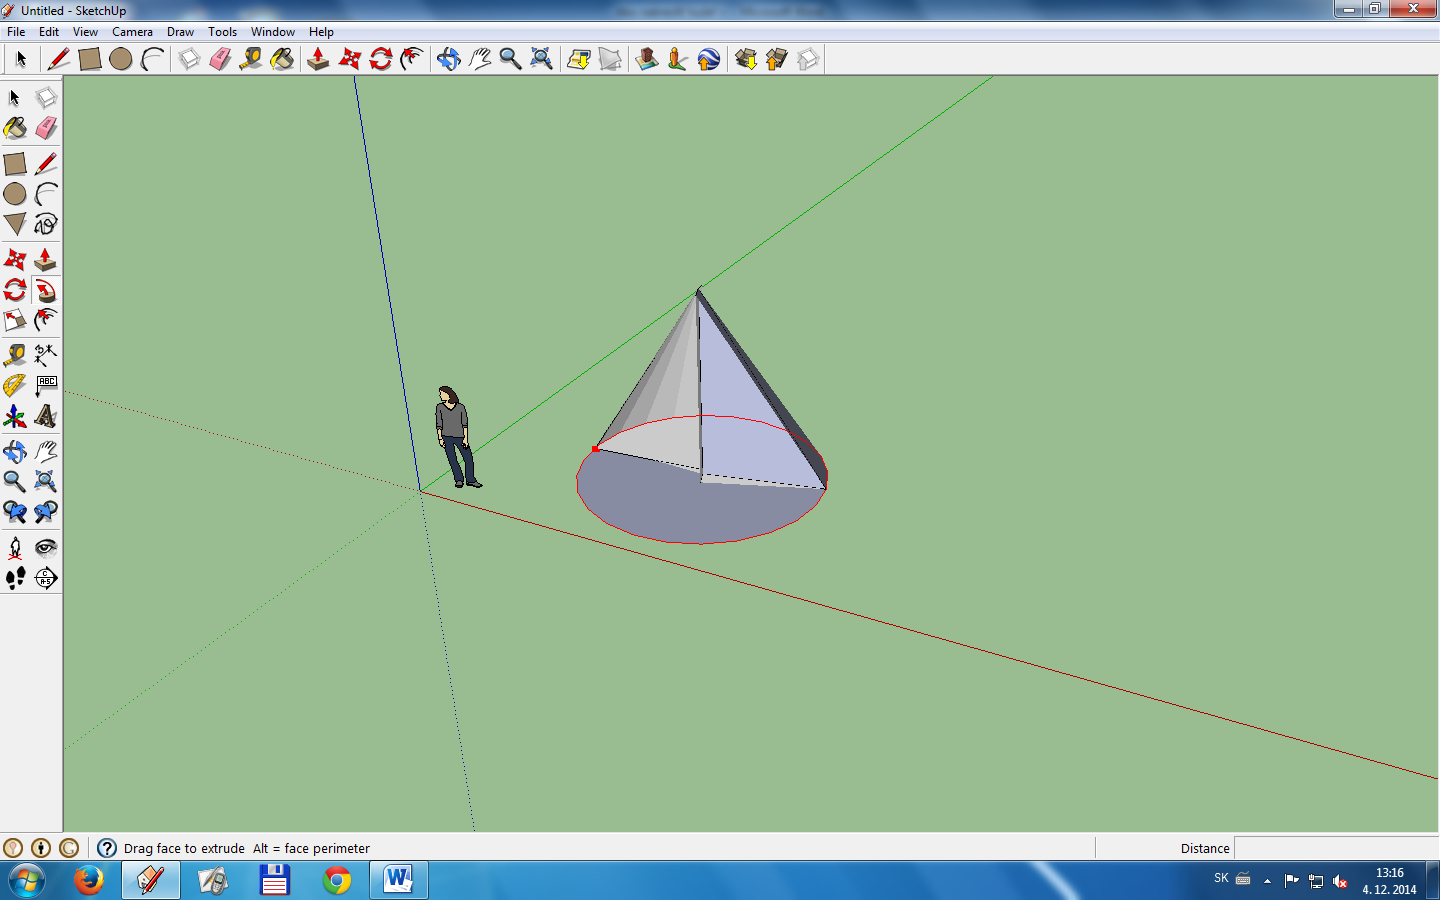 Untitled - SketchUp
File Edit View Camera Draw Tools Window Help
ABC
A
C
A-S
Drag face to extrude Alt = face perimeter
Distance
W
SK
13:16
4. 12. 2014